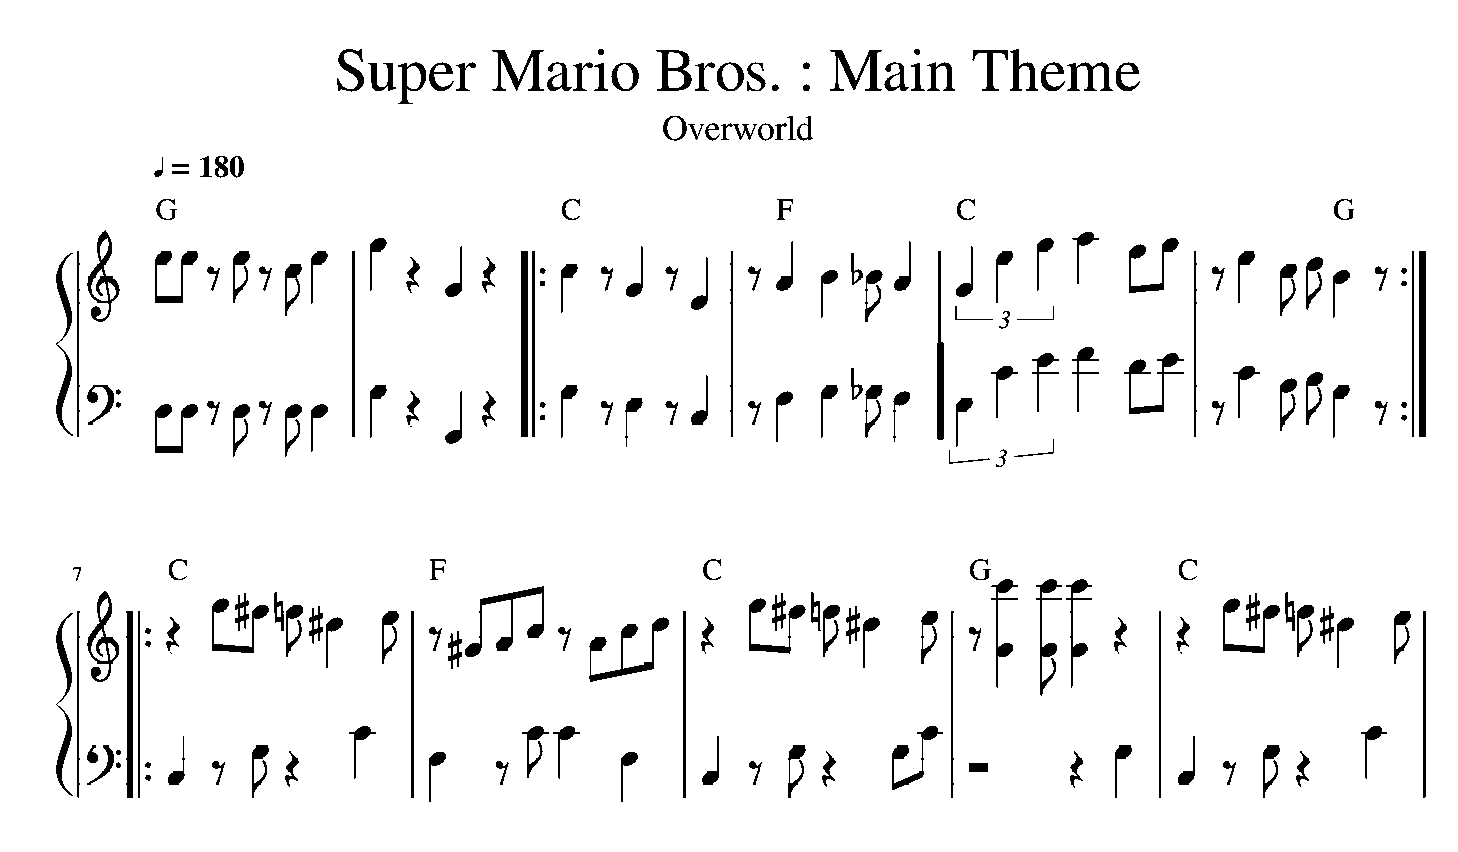 Super Mario Bros. : Main Theme
Overworld
♩ = 180
G C F C G
3
3
7 C F C G C